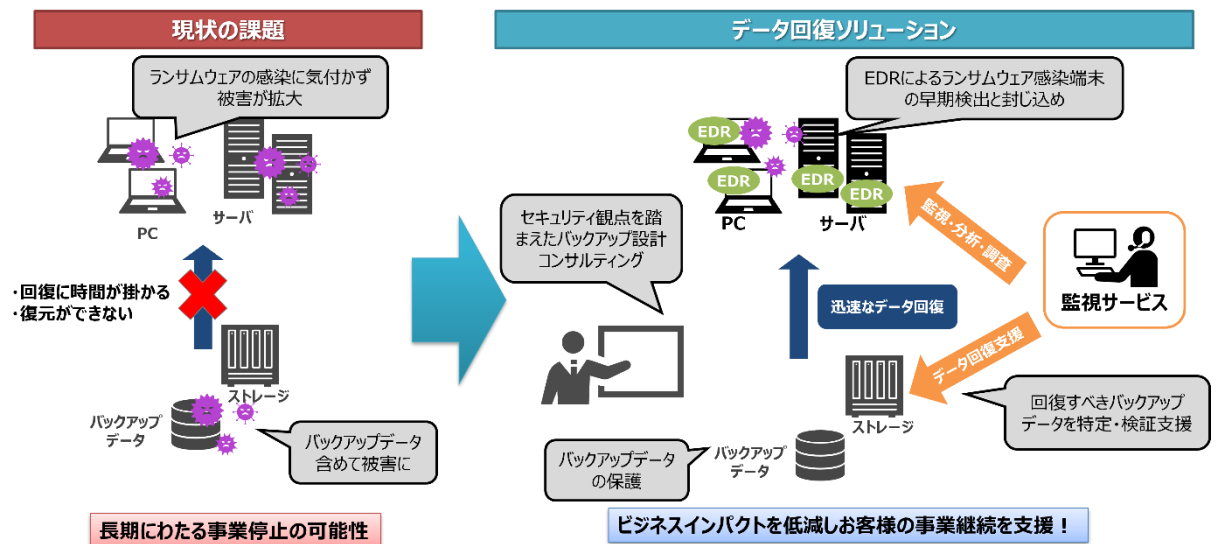 現状の課題
ランサムウェアの感染に気付かず
被害が拡大
サーバ
PC
・回復に時間が掛かる
・復元ができない
ストレージ
バックアップ
データ
バックアップデータ
含めて被害に
長期にわたる事業停止の可能性
データ回復ソリューション
EDRによるランサムウェア感染端末
の早期検出と封じ込め
EDR
EDR
EDR
EDR
PC
サーバ
セキュリティ観点を踏
まえたバックアップ設計
コンサルティング
監視・分析・調査
監視サービス
迅速なデータ回復
データ回復支援
ストレージ
回復すべきバックアップ
データを特定・検証支援
バックアップデータ
の保護
バックアップ
データ
ビジネスインパクトを低減しお客様の事業継続を支援！